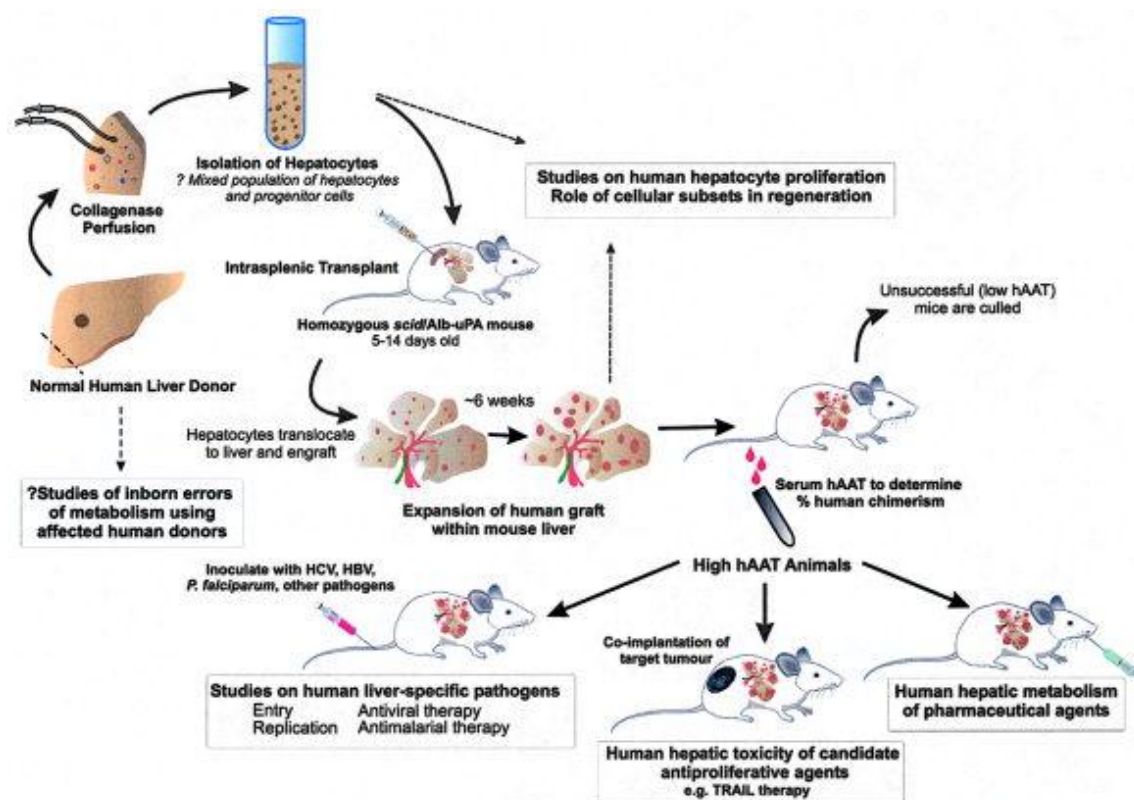 Collagenase
Perfusion
Isolation of Hepatocytes
? Mixed population of hepatocytes
and progenitor cells
Studies on human hepatocyte proliferation
Role of cellular subsets in regeneration
Intrasplenic Transplant
Homozygous scid/Alb-uPA mouse
5-14 days old
Normal Human Liver Donor
?Studies of inborn errors
of metabolism using
affected human donors
Hepatocytes translocate
to liver and engraft
~6 weeks
Expansion of human graft
within mouse liver
Unsuccessful (low hAAT)
mice are culled
Serum hAAT to determine
% human chimerism
High hAAT Animals
Inoculate with HCV, HBV,
P. falciparum, other pathogens
Studies on human liver-specific pathogens
Entry Antiviral therapy
Replication Antimalarial therapy
Co-implantation of
target tumour
Human hepatic toxicity of candidate
antiproliferative agents
e.g. TRAIL therapy
Human hepatic metabolism
of pharmaceutical agents